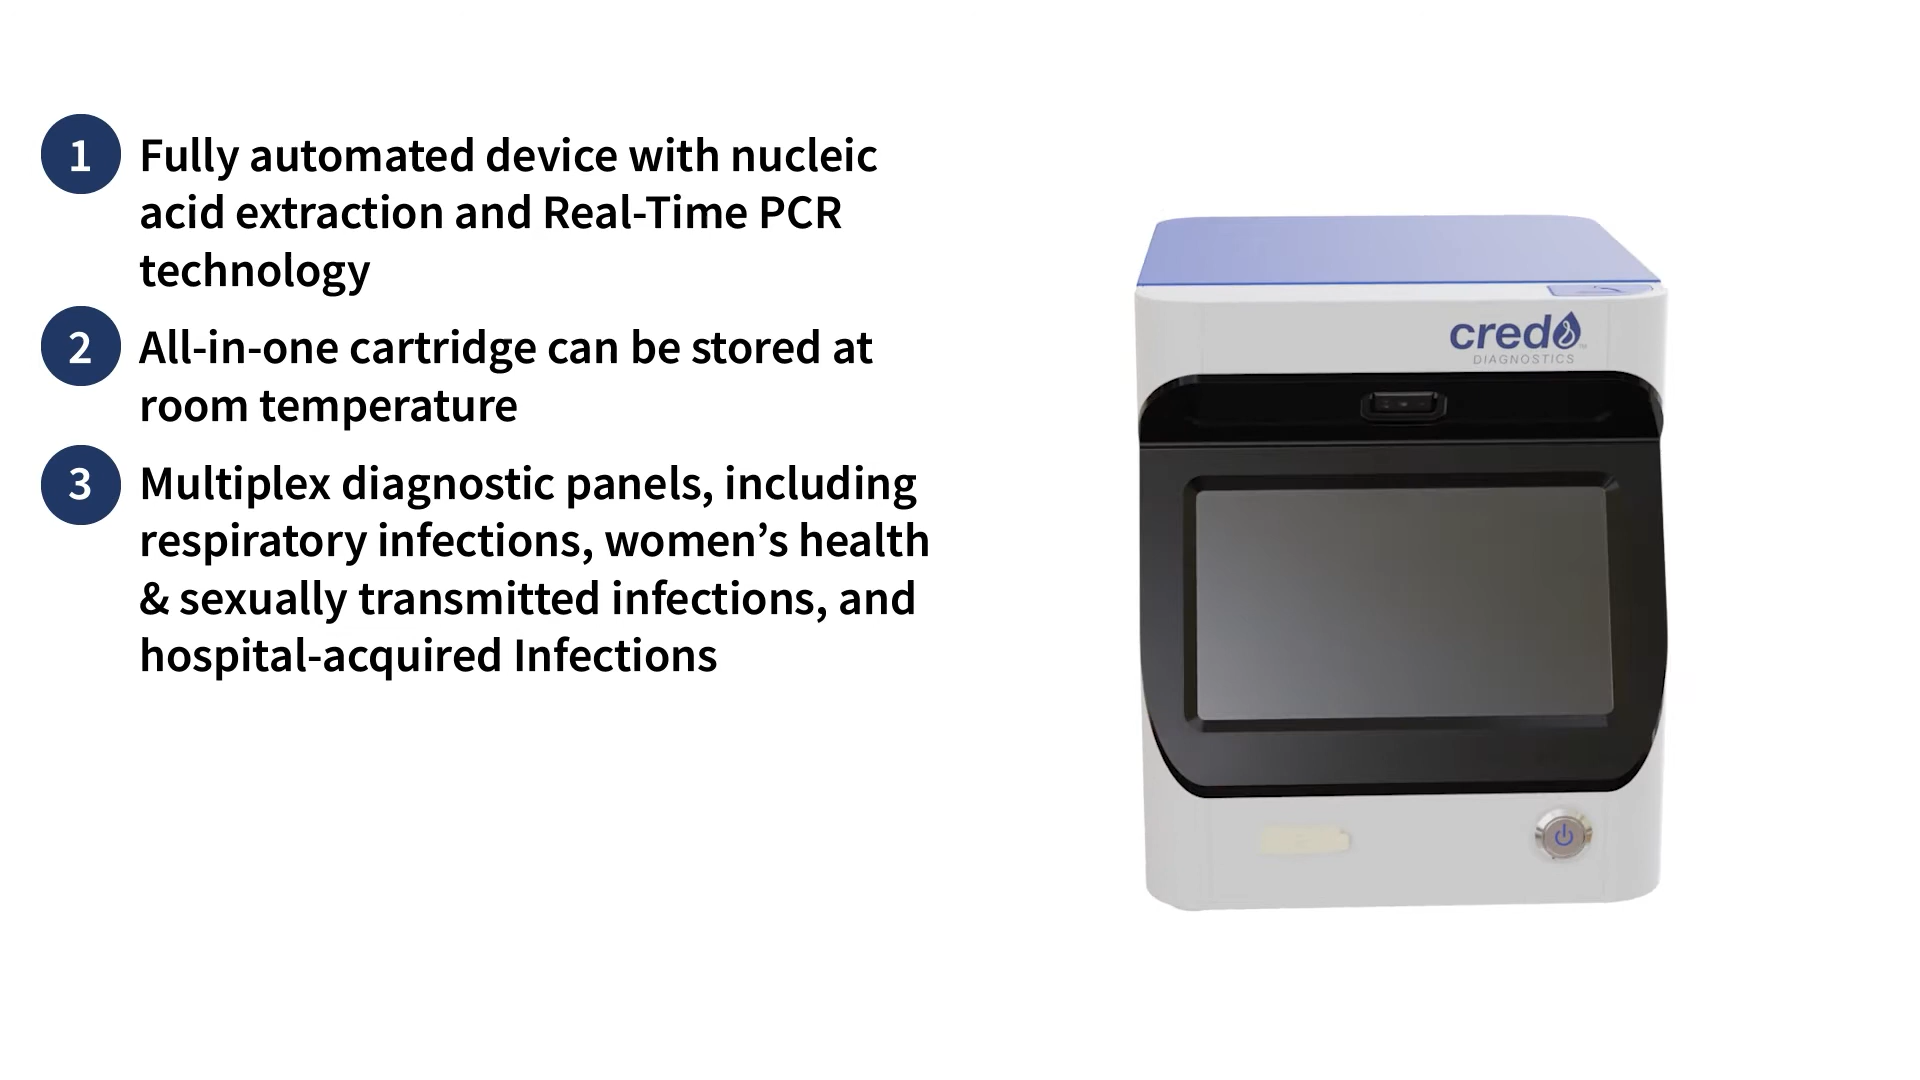 1
Fully automated device with nucleic
acid extraction and Real-Time PCR
technology
2
All-in-one cartridge can be stored at
room temperature
3
Multiplex diagnostic panels, including
respiratory infections, women’s health
& sexually transmitted infections, and
hospital-acquired Infections
credo
DIAGNOSTICS